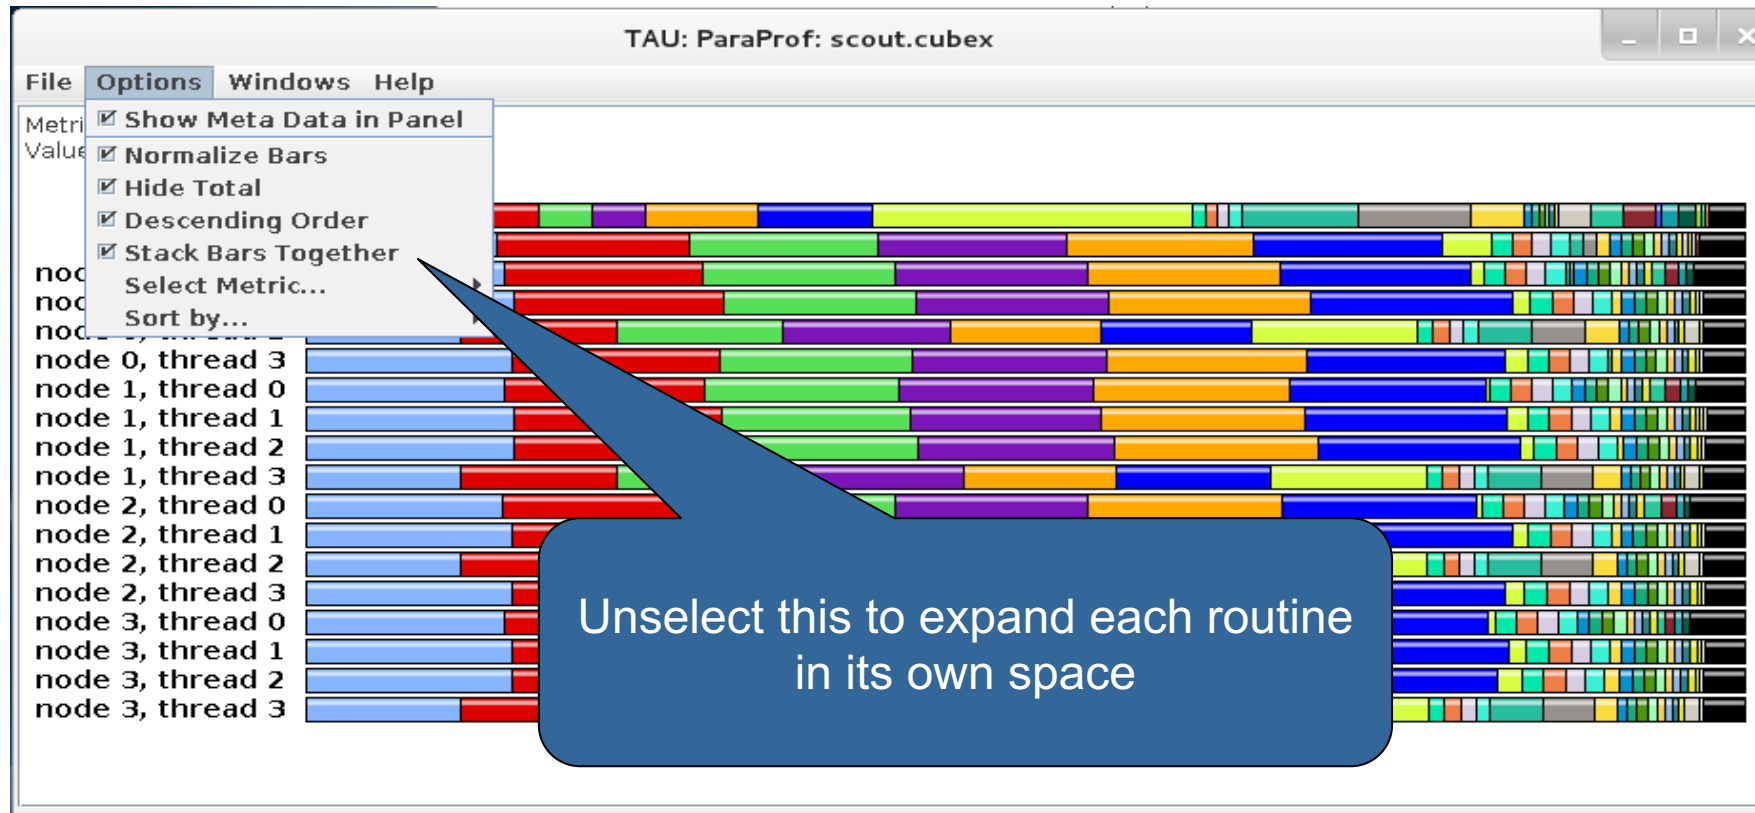 TAU: ParaProf: scout.cubex
File Options Windows Help
Metri
Value
Show Meta Data in Panel
Normalize Bars
Hide Total
Descending Order
Stack Bars Together
Select Metric...
Sort by...
node 0, thread 3
node 1, thread 0
node 1, thread 1
node 1, thread 2
node 1, thread 3
node 2, thread 0
node 2, thread 1
node 2, thread 2
node 2, thread 3
node 3, thread 0
node 3, thread 1
node 3, thread 2
node 3, thread 3
Unselect this to expand each routine
in its own space